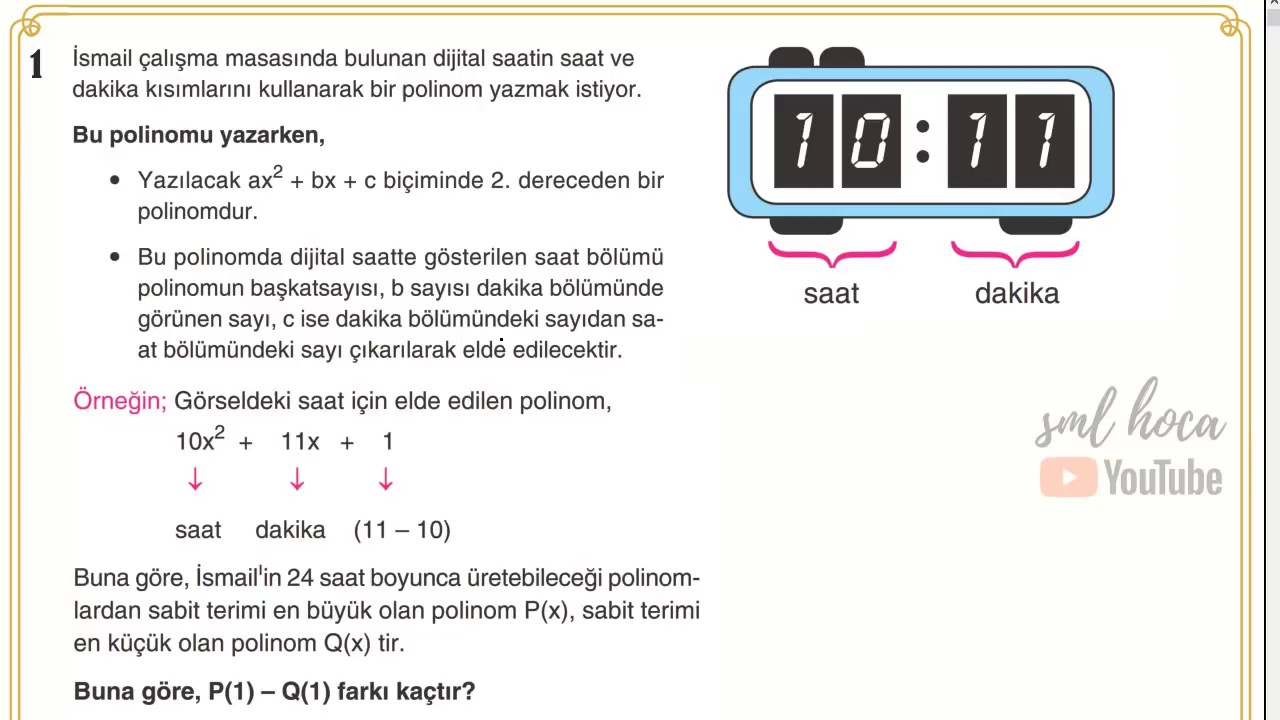 1
İsmail çalışma masasında bulunan dijital saatin saat ve
dakika kısımlarını kullanarak bir polinom yazmak istiyor.
Bu polinomu yazarken,
• Yazılacak ax² + bx + c biçiminde 2. dereceden bir
polinomdur.
• Bu polinomda dijital saatte gösterilen saat bölümü
polinomun başkatsayısı, b sayısı dakika bölümünde
görünen sayı, c ise dakika bölümündeki sayıdan sa-
at bölümündeki sayı çıkarılarak elde edilecektir.
Örneğin; Görseldeki saat için elde edilen polinom,
10x² + 11x + 1
↓ ↓ ↓
saat dakika (11 – 10)
Buna göre, İsmail'in 24 saat boyunca üretebileceği polinom-
lardan sabit terimi en büyük olan polinom P(x), sabit terimi
en küçük olan polinom Q(x) tir.
Buna göre, P(1) – Q(1) farkı kaçtır?
10:11
saat dakika
sml hoca
YouTube